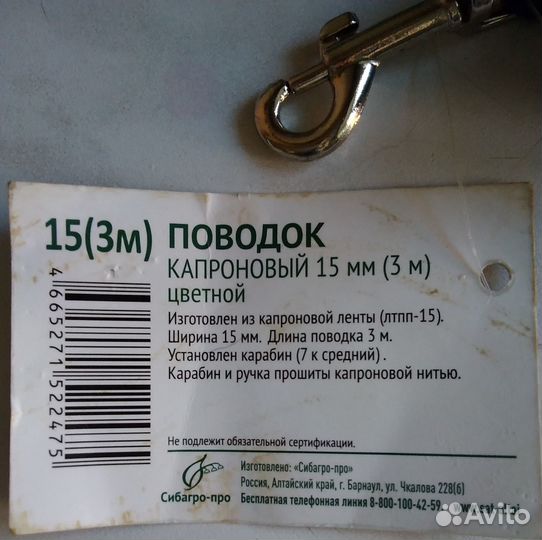 15(3м) ПОВОДОК
КАПРОНОВЫЙ 15 мм (3 м)
цветной
Изготовлен из капроновой ленты (лтпп-15).
Ширина 15 мм. Длина поводка 3 м.
Установлен карабин (7 к средний) .
Карабин и ручка прошиты капроновой нитью.
4665271522475
Не подлежит обязательной сертификации.
Сибагро-про
Изготовлено: «Сибагро-про»
Россия, Алтайский край, г. Барнаул, ул. Чкалова 228(б)
Бесплатная телефонная линия 8-800-100-42-59
Avito